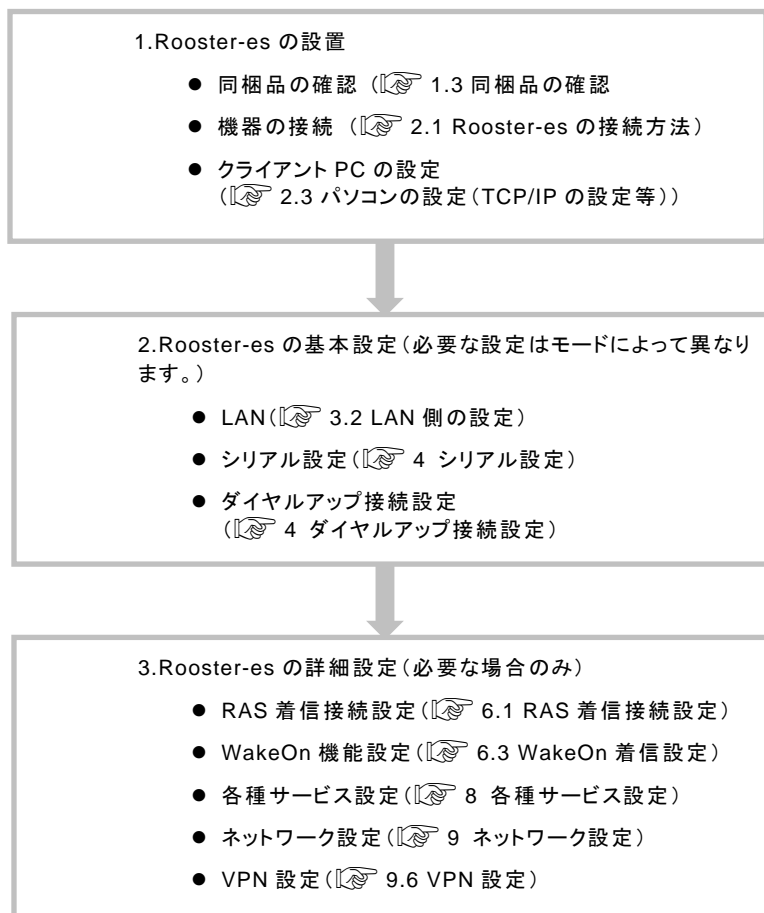 1.Rooster-es の設置
● 同梱品の確認（☞ 1.3 同梱品の確認
● 機器の接続（☞ 2.1 Rooster-es の接続方法）
● クライアント PC の設定
（☞ 2.3 パソコンの設定（TCP/IP の設定等））
2.Rooster-es の基本設定（必要な設定はモードによって異なり
ます。）
● LAN（☞ 3.2 LAN 側の設定）
● シリアル設定（☞ 4 シリアル設定）
● ダイヤルアップ接続設定
（☞ 4 ダイヤルアップ接続設定）
3.Rooster-es の詳細設定（必要な場合のみ）
● RAS 着信接続設定（☞ 6.1 RAS 着信接続設定）
● WakeOn 機能設定（☞ 6.3 WakeOn 着信設定）
● 各種サービス設定（☞ 8 各種サービス設定）
● ネットワーク設定（☞ 9 ネットワーク設定）
● VPN 設定（☞ 9.6 VPN 設定）